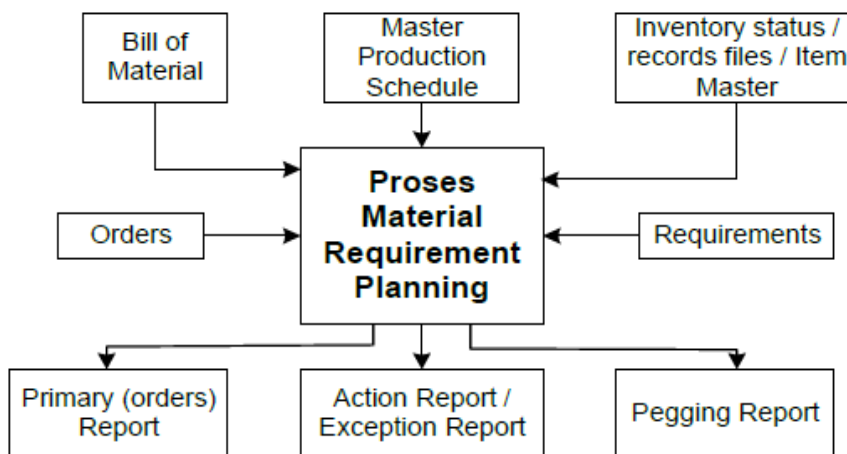 Bill of
Material
Master
Production
Schedule
Inventory status /
records files / Item
Master
Proses
Material
Requirement
Planning
Orders
Requirements
Primary (orders)
Report
Action Report /
Exception Report
Pegging Report